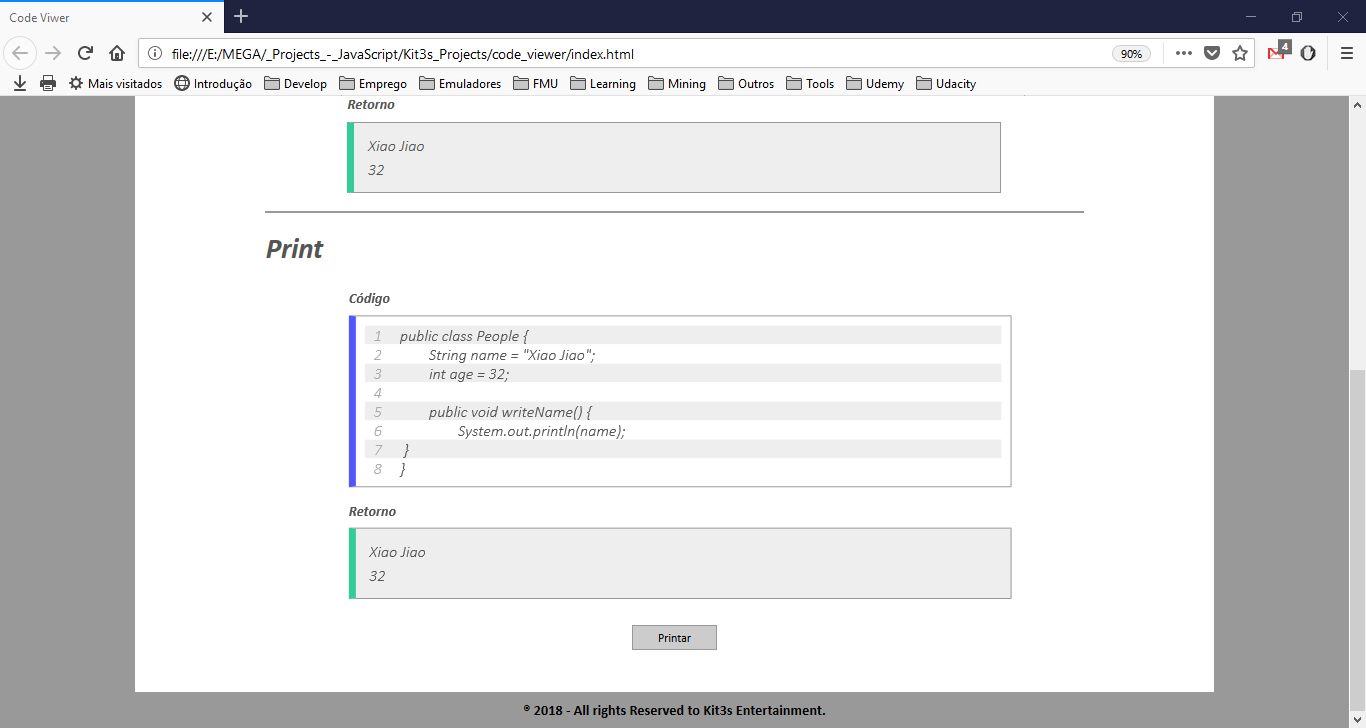 Code Viwer
file:///E:/MEGA/_Projects_-_JavaScript/Kit3s_Projects/code_viewer/index.html
90%
4
Mais visitados Introdução Develop Emprego Emuladores FMU Learning Mining Outros Tools Udemy Udacity
Retorno
Xiao Jiao
32
Print
Código
1 public class People {
2 String name = "Xiao Jiao";
3 int age = 32;
4
5 public void writeName() {
6 System.out.println(name);
7 }
8 }
Retorno
Xiao Jiao
32
Printar
® 2018 - All rights Reserved to Kit3s Entertainment.